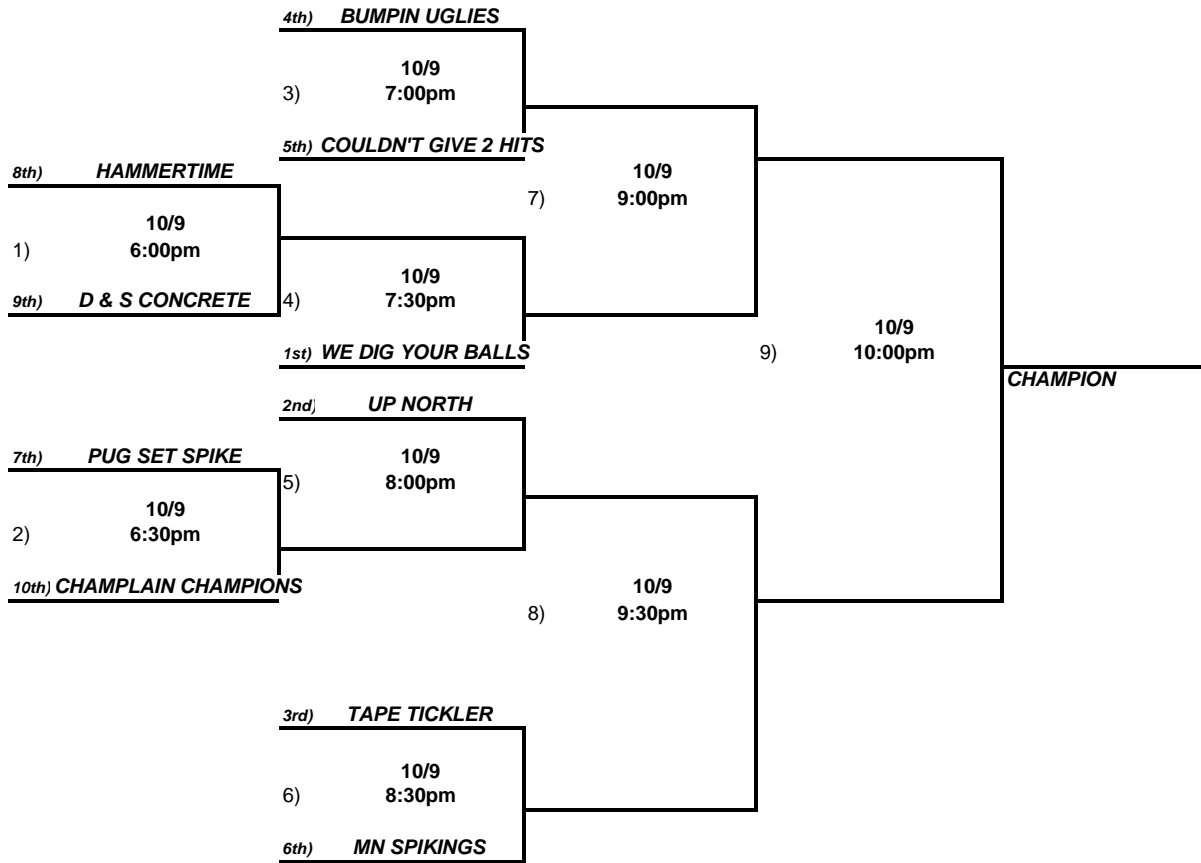 4th) BUMPIN UGLIES
10/9
3) 7:00pm
5th) COULDN'T GIVE 2 HITS
8th) HAMMERTIME
10/9
7) 9:00pm
10/9
1) 6:00pm
10/9
9th) D & S CONCRETE
4) 7:30pm
10/9
1st) WE DIG YOUR BALLS
9) 10:00pm
CHAMPION
2nd) UP NORTH
7th) PUG SET SPIKE
10/9
5) 8:00pm
10/9
2) 6:30pm
10th) CHAMPLAIN CHAMPIONS
10/9
8) 9:30pm
3rd) TAPE TICKLER
10/9
6) 8:30pm
6th) MN SPIKINGS